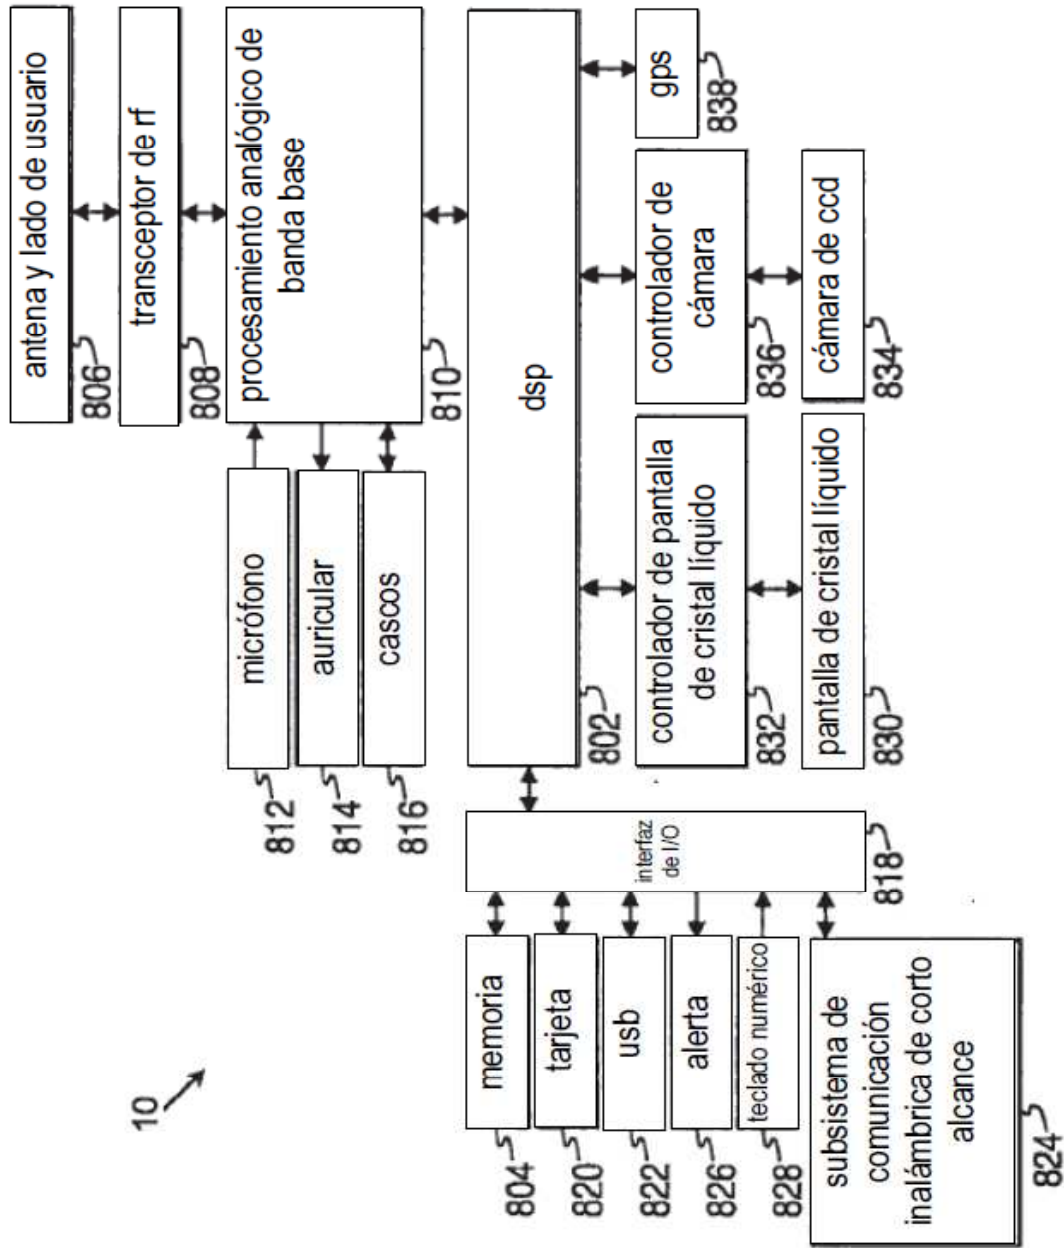 10
antena y lado de usuario
806
transceptor de rf
808
procesamiento analógico de
banda base
810
micrófono
812
auricular
814
cascos
816
dsp
802
interfaz
de I/O
818
memoria
804
tarjeta
820
usb
822
alerta
826
teclado numérico
828
subsistema de
comunicación
inalámbrica de corto
alcance
824
controlador de pantalla
de cristal líquido
832
pantalla de cristal líquido
830
controlador de
cámara
836
cámara de ccd
834
gps
838